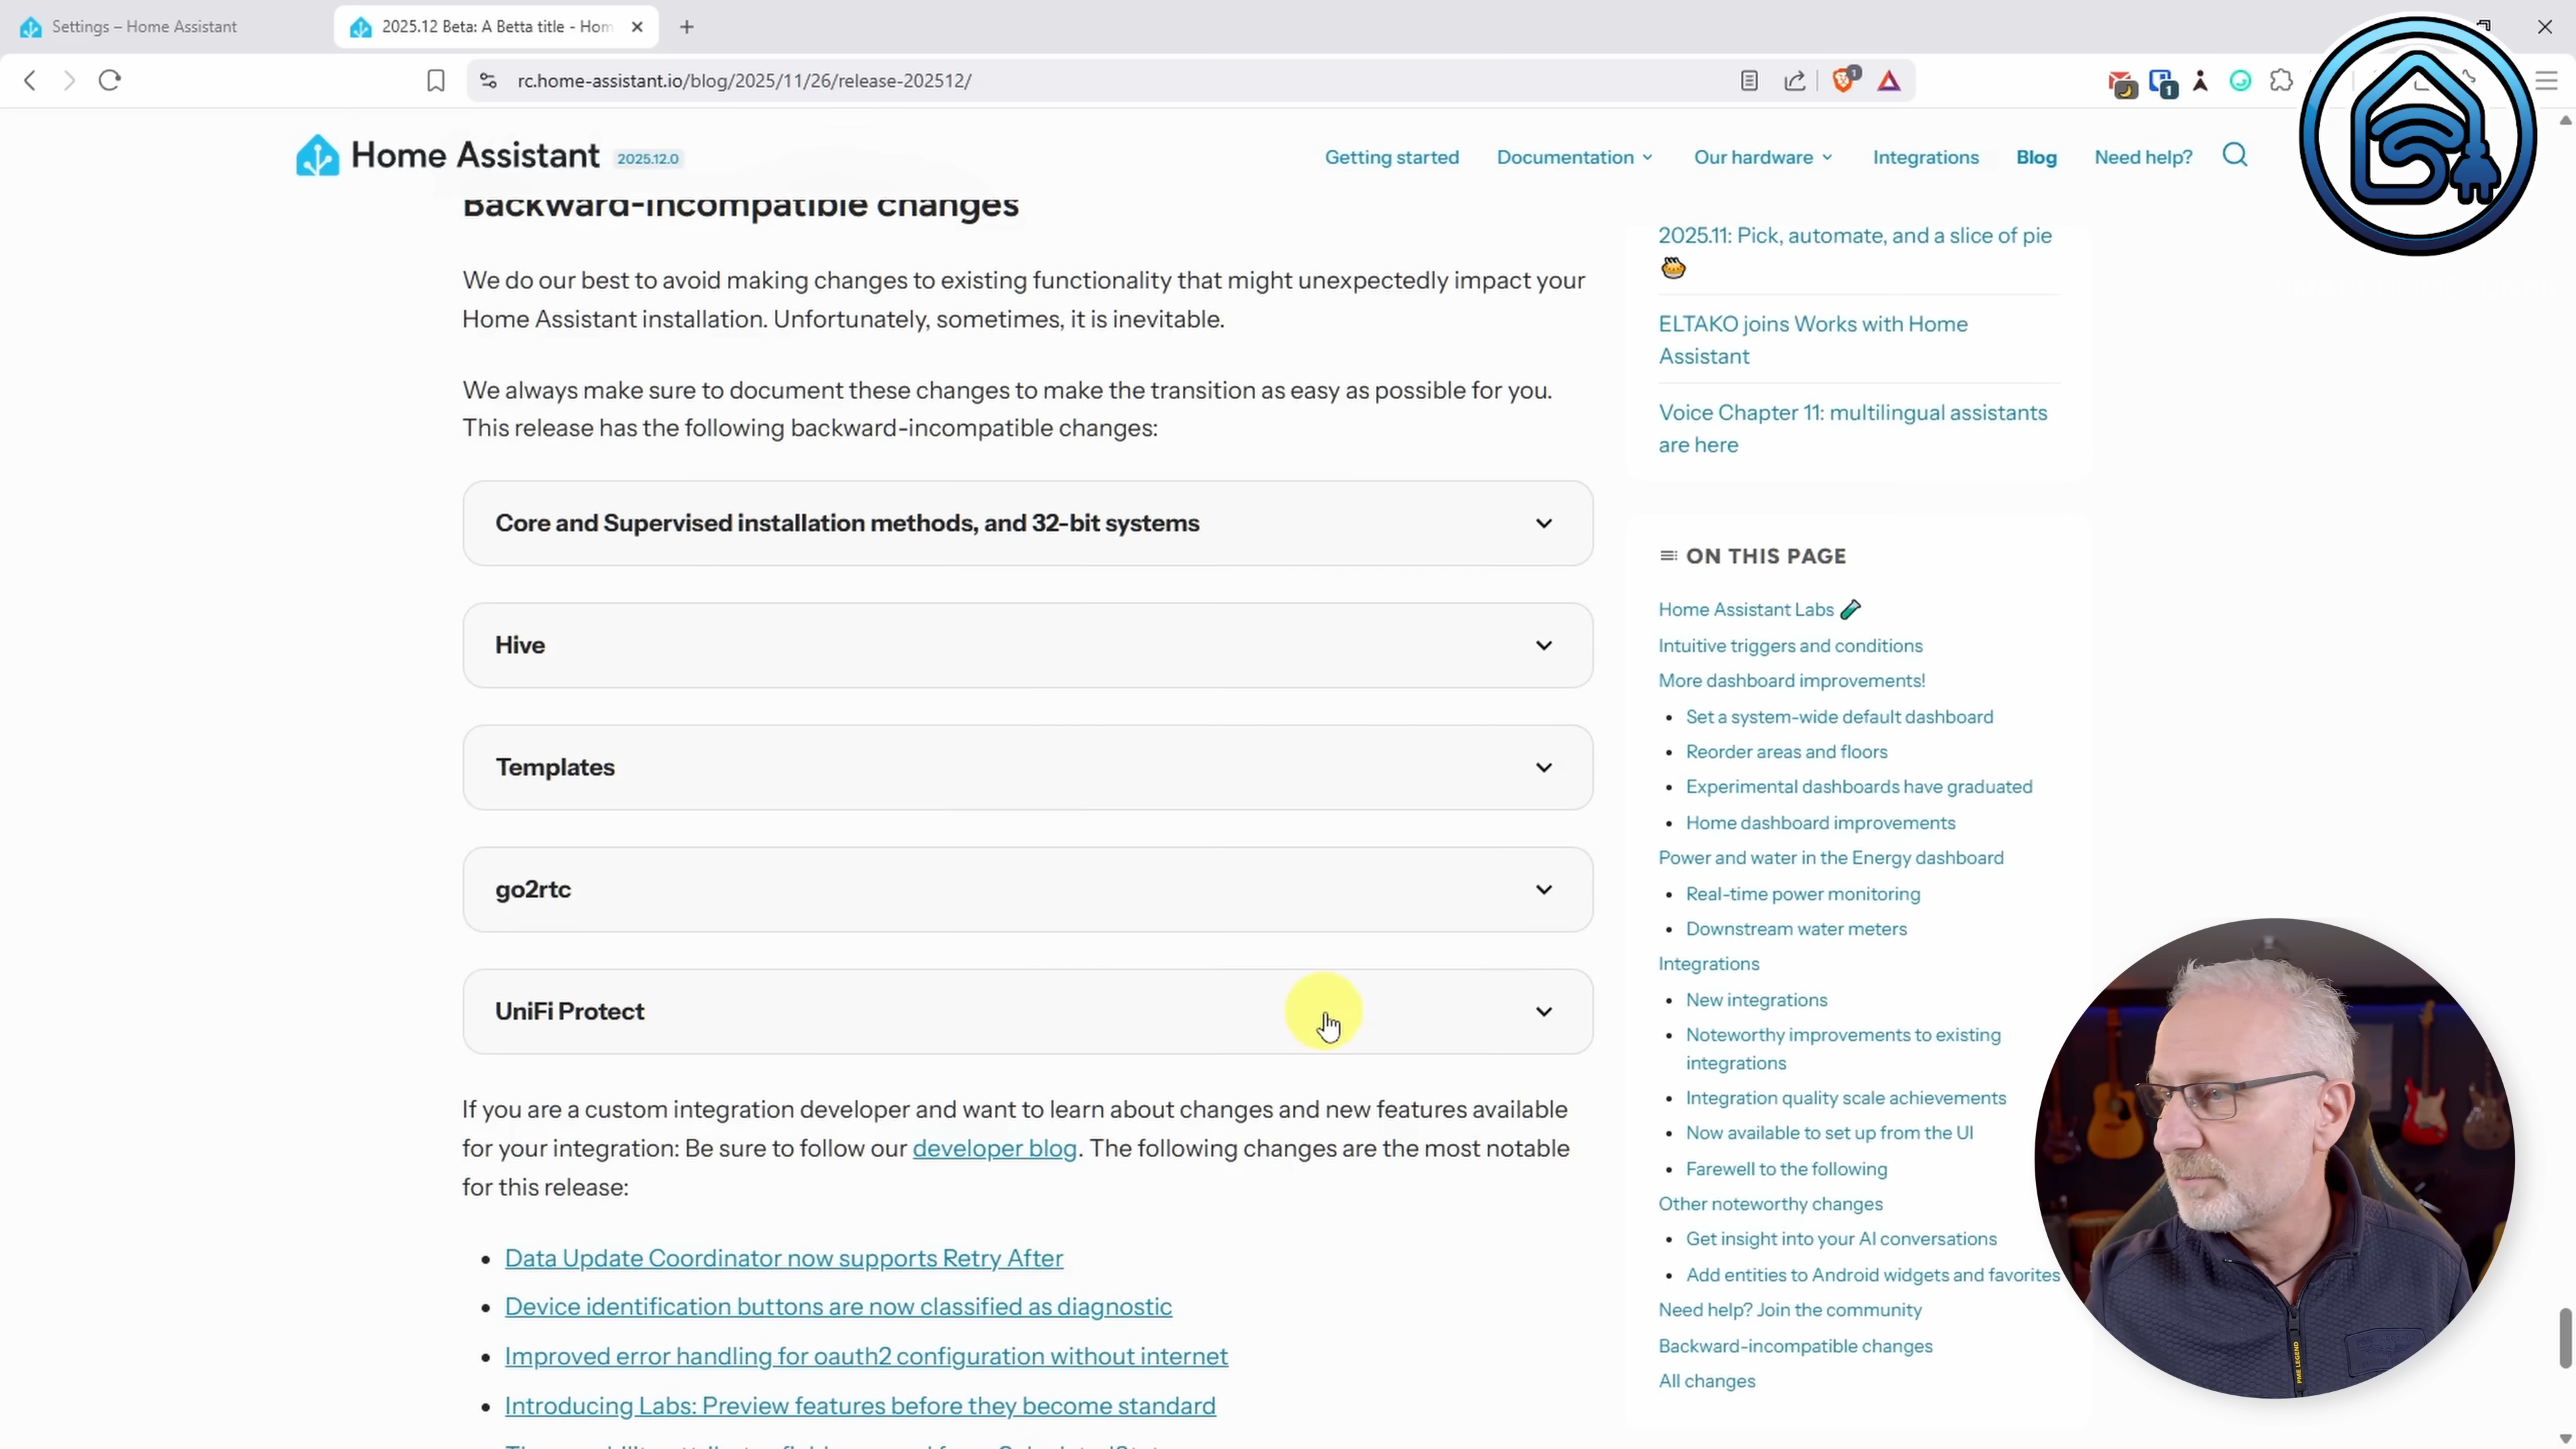 Settings – Home Assistant
2025.12 Beta: A Betta title - Hom
rc.home-assistant.io/blog/2025/11/26/release-202512/
1
1
Home Assistant 2025.12.0
Getting started
Documentation
Our hardware
Integrations
Blog
Need help?
Backward-incompatible changes
We do our best to avoid making changes to existing functionality that might unexpectedly impact your
Home Assistant installation. Unfortunately, sometimes, it is inevitable.
We always make sure to document these changes to make the transition as easy as possible for you.
This release has the following backward-incompatible changes:
Core and Supervised installation methods, and 32-bit systems
Hive
Templates
go2rtc
UniFi Protect
If you are a custom integration developer and want to learn about changes and new features available
for your integration: Be sure to follow our developer blog. The following changes are the most notable
for this release:
Data Update Coordinator now supports Retry After
Device identification buttons are now classified as diagnostic
Improved error handling for oauth2 configuration without internet
Introducing Labs: Preview features before they become standard
2025.11: Pick, automate, and a slice of pie
🥧
ELTAKO joins Works with Home
Assistant
Voice Chapter 11: multilingual assistants
are here
ON THIS PAGE
Home Assistant Labs 🧪
Intuitive triggers and conditions
More dashboard improvements!
Set a system-wide default dashboard
Reorder areas and floors
Experimental dashboards have graduated
Home dashboard improvements
Power and water in the Energy dashboard
Real-time power monitoring
Downstream water meters
Integrations
New integrations
Noteworthy improvements to existing
integrations
Integration quality scale achievements
Now available to set up from the UI
Farewell to the following
Other noteworthy changes
Get insight into your AI conversations
Add entities to Android widgets and favorites
Need help? Join the community
Backward-incompatible changes
All changes
PME LEGEND